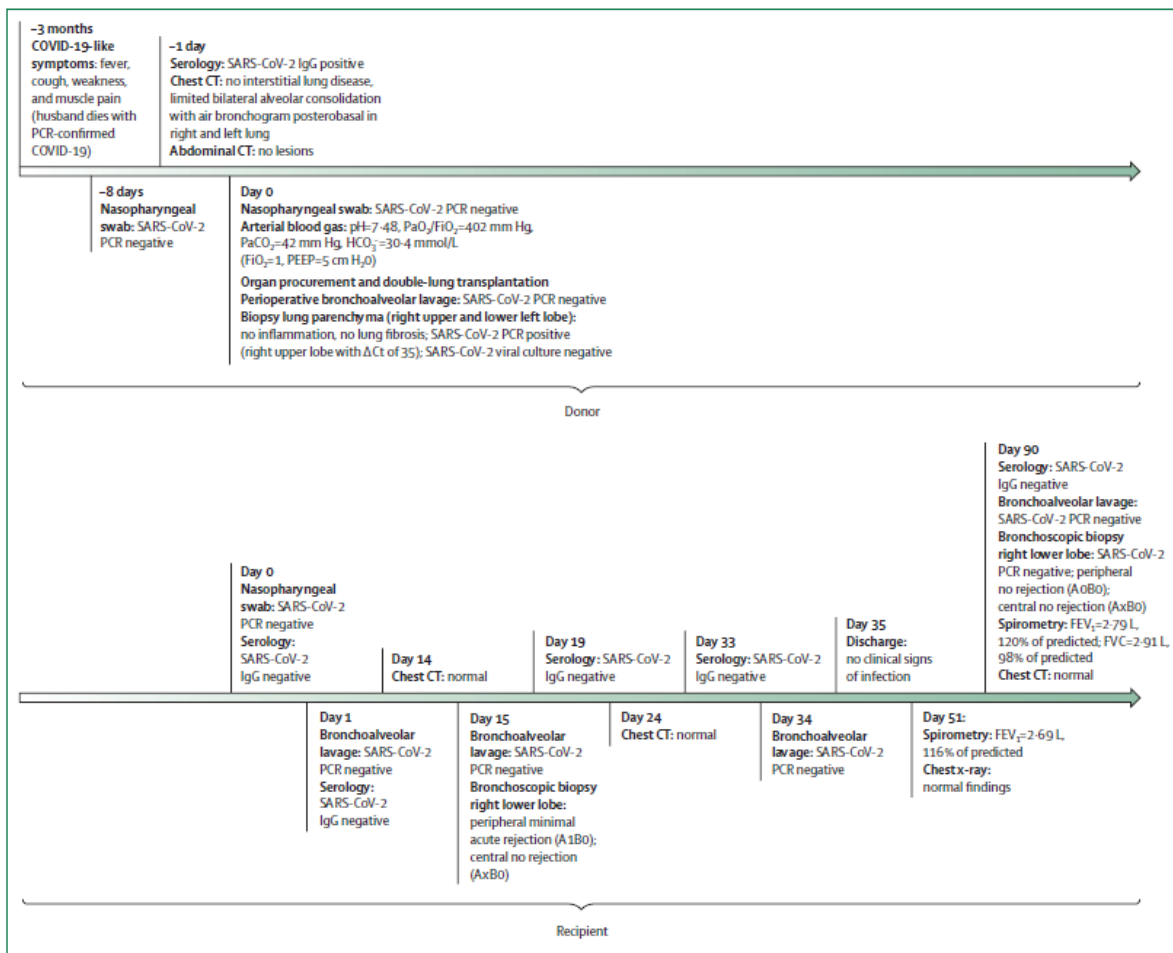 –3 months
COVID-19-like
symptoms: fever,
cough, weakness,
and muscle pain
(husband dies with
PCR-confirmed
COVID-19)
–1 day
Serology: SARS-CoV-2 IgG positive
Chest CT: no interstitial lung disease,
limited bilateral alveolar consolidation
with air bronchogram posterobasal in
right and left lung
Abdominal CT: no lesions
–8 days
Nasopharyngeal
swab: SARS-CoV-2
PCR negative
Day 0
Nasopharyngeal swab: SARS-CoV-2 PCR negative
Arterial blood gas: pH=7·48, PaO₂/FiO₂=402 mm Hg,
PaCO₂=42 mm Hg, HCO₃⁻=30·4 mmol/L
(FiO₂=1, PEEP=5 cm H₂0)
Organ procurement and double-lung transplantation
Perioperative bronchoalveolar lavage: SARS-CoV-2 PCR negative
Biopsy lung parenchyma (right upper and lower left lobe):
no inflammation, no lung fibrosis; SARS-CoV-2 PCR positive
(right upper lobe with ΔCt of 35); SARS-CoV-2 viral culture negative
Donor
Day 0
Nasopharyngeal
swab: SARS-CoV-2
PCR negative
Serology:
SARS-CoV-2
IgG negative
Day 14
Chest CT: normal
Day 19
Serology: SARS-CoV-2
IgG negative
Day 33
Serology: SARS-CoV-2
IgG negative
Day 35
Discharge:
no clinical signs
of infection
Day 90
Serology: SARS-CoV-2
IgG negative
Bronchoalveolar lavage:
SARS-CoV-2 PCR negative
Bronchoscopic biopsy
right lower lobe: SARS-CoV-2
PCR negative; peripheral
no rejection (A0B0);
central no rejection (AxB0)
Spirometry: FEV₁=2·79 L,
120% of predicted; FVC=2·91 L,
98% of predicted
Chest CT: normal
Day 1
Bronchoalveolar
lavage: SARS-CoV-2
PCR negative
Serology:
SARS-CoV-2
IgG negative
Day 15
Bronchoalveolar
lavage: SARS-CoV-2
PCR negative
Bronchoscopic biopsy
right lower lobe:
peripheral minimal
acute rejection (A1B0);
central no rejection
(AxB0)
Day 24
Chest CT: normal
Day 34
Bronchoalveolar
lavage: SARS-CoV-2
PCR negative
Day 51:
Spirometry: FEV₁=2·69 L,
116% of predicted
Chest x-ray:
normal findings
Recipient